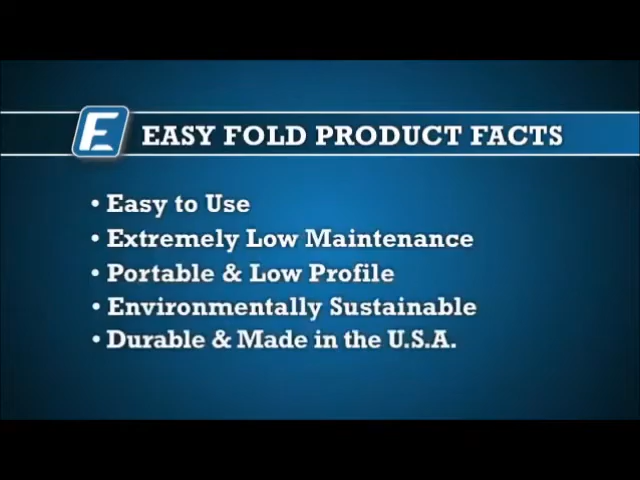 E EASY FOLD PRODUCT FACTS
• Easy to Use
• Extremely Low Maintenance
• Portable & Low Profile
• Environmentally Sustainable
• Durable & Made in the U.S.A.